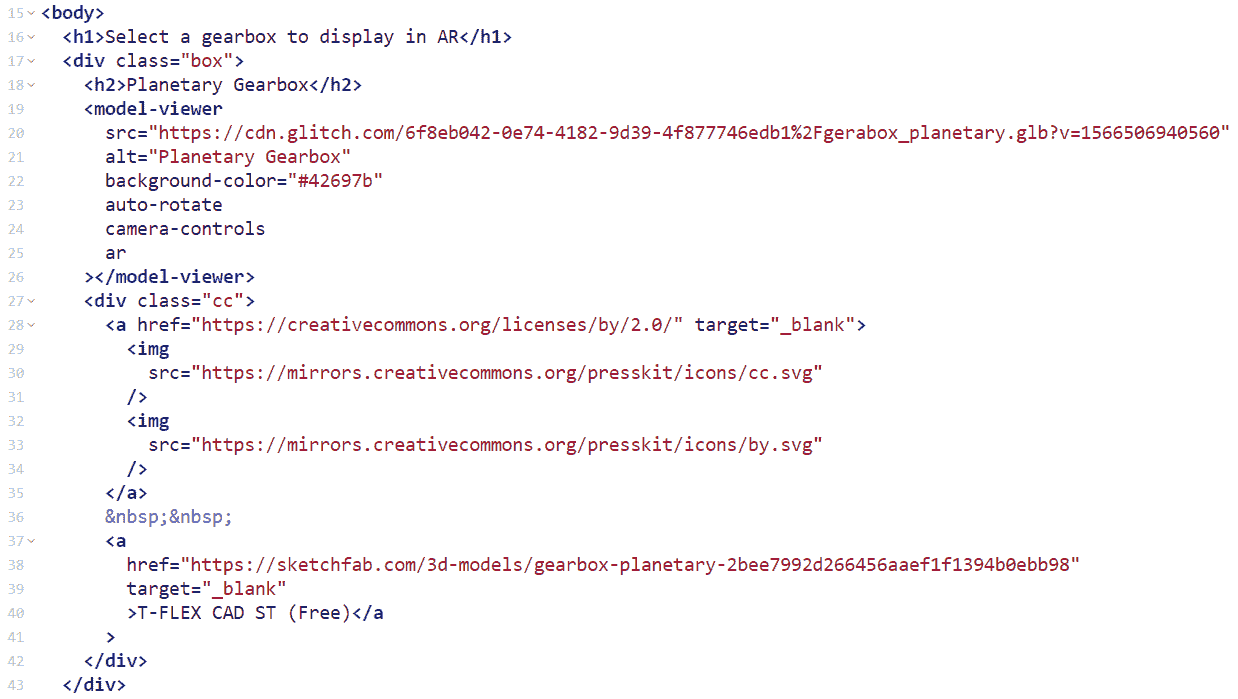 15 <body>
16 <h1>Select a gearbox to display in AR</h1>
17 <div class="box">
18 <h2>Planetary Gearbox</h2>
19 <model-viewer
20 src="https://cdn.glitch.com/6f8eb042-0e74-4182-9d39-4f877746edb1%2Fgerabox_planetary.glb?v=1566506940560"
21 alt="Planetary Gearbox"
22 background-color="#42697b"
23 auto-rotate
24 camera-controls
25 ar
26 ></model-viewer>
27 <div class="cc">
28 <a href="https://creativecommons.org/licenses/by/2.0/" target="_blank">
29 <img
30 src="https://mirrors.creativecommons.org/presskit/icons/cc.svg"
31 />
32 <img
33 src="https://mirrors.creativecommons.org/presskit/icons/by.svg"
34 />
35 </a>
36 &nbsp;&nbsp;
37 <a
38 href="https://sketchfab.com/3d-models/gearbox-planetary-2bee7992d266456aaef1f1394b0ebb98"
39 target="_blank"
40 >T-FLEX CAD ST (Free)</a
41 >
42 </div>
43 </div>